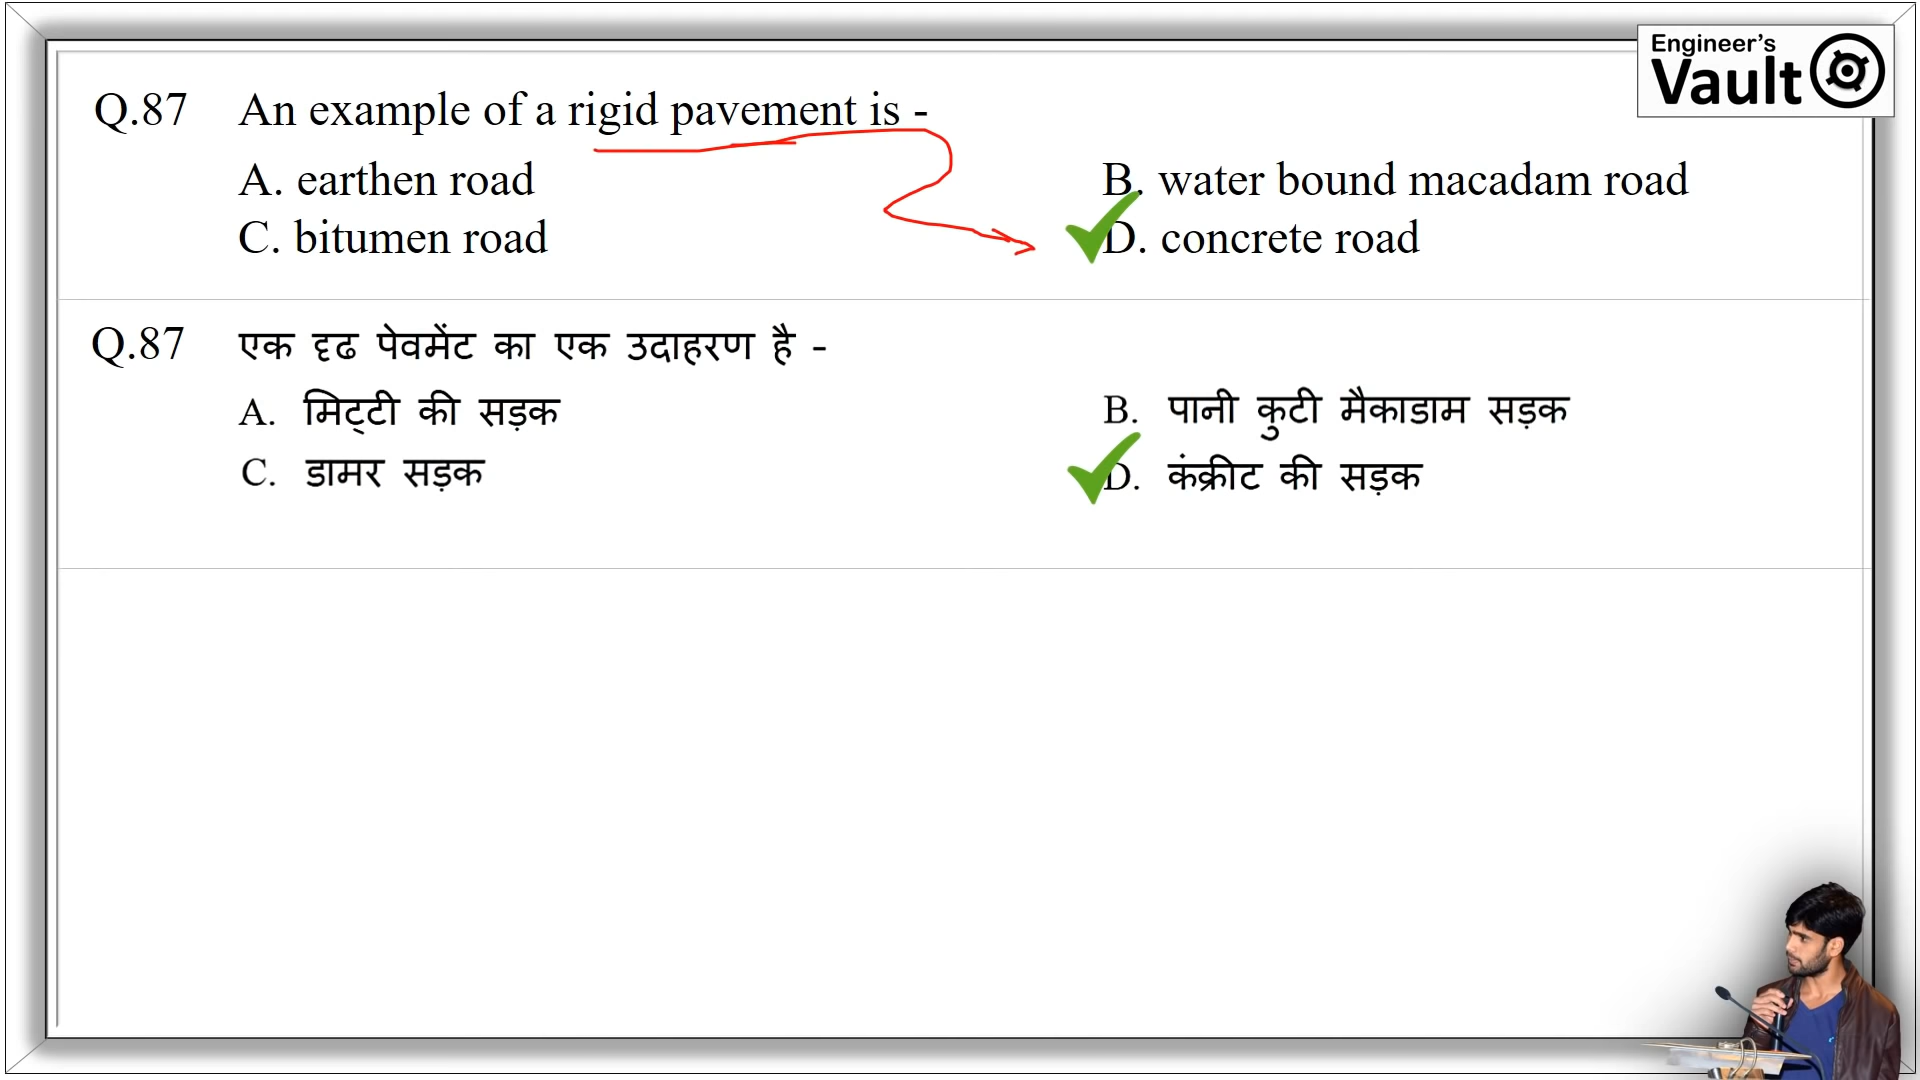 Engineer's
Vault
Q.87 An example of a rigid pavement is -
A. earthen road B. water bound macadam road
C. bitumen road D. concrete road
Q.87 एक दृढ पेवमेंट का एक उदाहरण है -
A. मिट्‌टी की सड़क B. पानी कुटी मैकाडाम सड़क
C. डामर सड़क D. कंक्रीट की सड़क